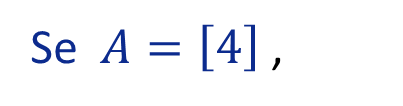 Se A = [4] ,